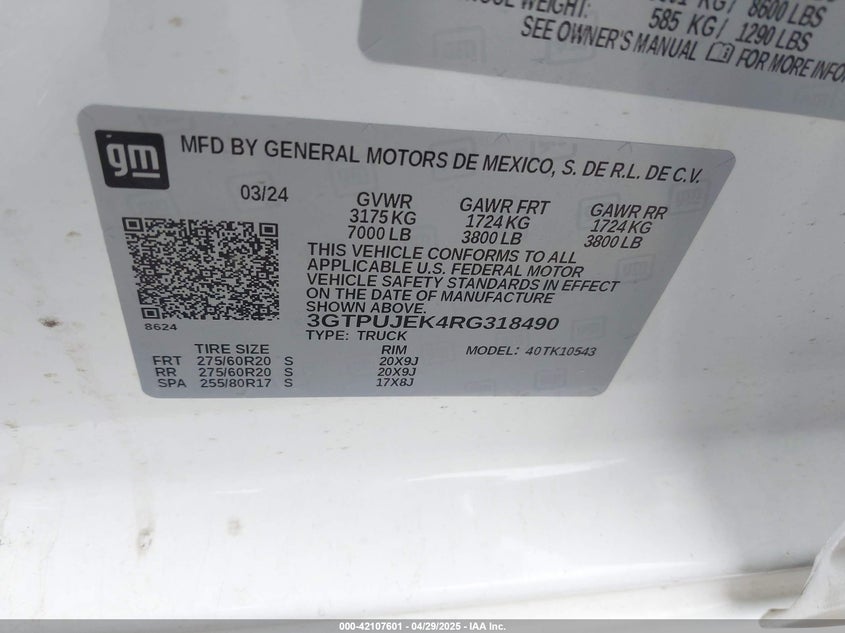 KG/ 8600 LBS
WEIGHT: 585 KG/ 1290 LBS
SEE OWNER'S MANUAL FOR MORE
gm
MFD BY GENERAL MOTORS DE MEXICO, S. DE R.L. DE C.V.
03/24
GVWR GAWR FRT GAWR RR
3175 KG 1724 KG 1724 KG
7000 LB 3800 LB 3800 LB
THIS VEHICLE CONFORMS TO ALL
APPLICABLE U.S. FEDERAL MOTOR
VEHICLE SAFETY STANDARDS IN EFFECT
ON THE DATE OF MANUFACTURE
SHOWN ABOVE.
8624
3GTPUJEK4RG318490
TYPE: TRUCK
TIRE SIZE RIM MODEL: 40TK10543
FRT 275/60R20 S 20X9J
RR 275/60R20 S 20X9J
SPA 255/80R17 S 17X8J
000-42107601 - 04/29/2025 - IAA Inc.